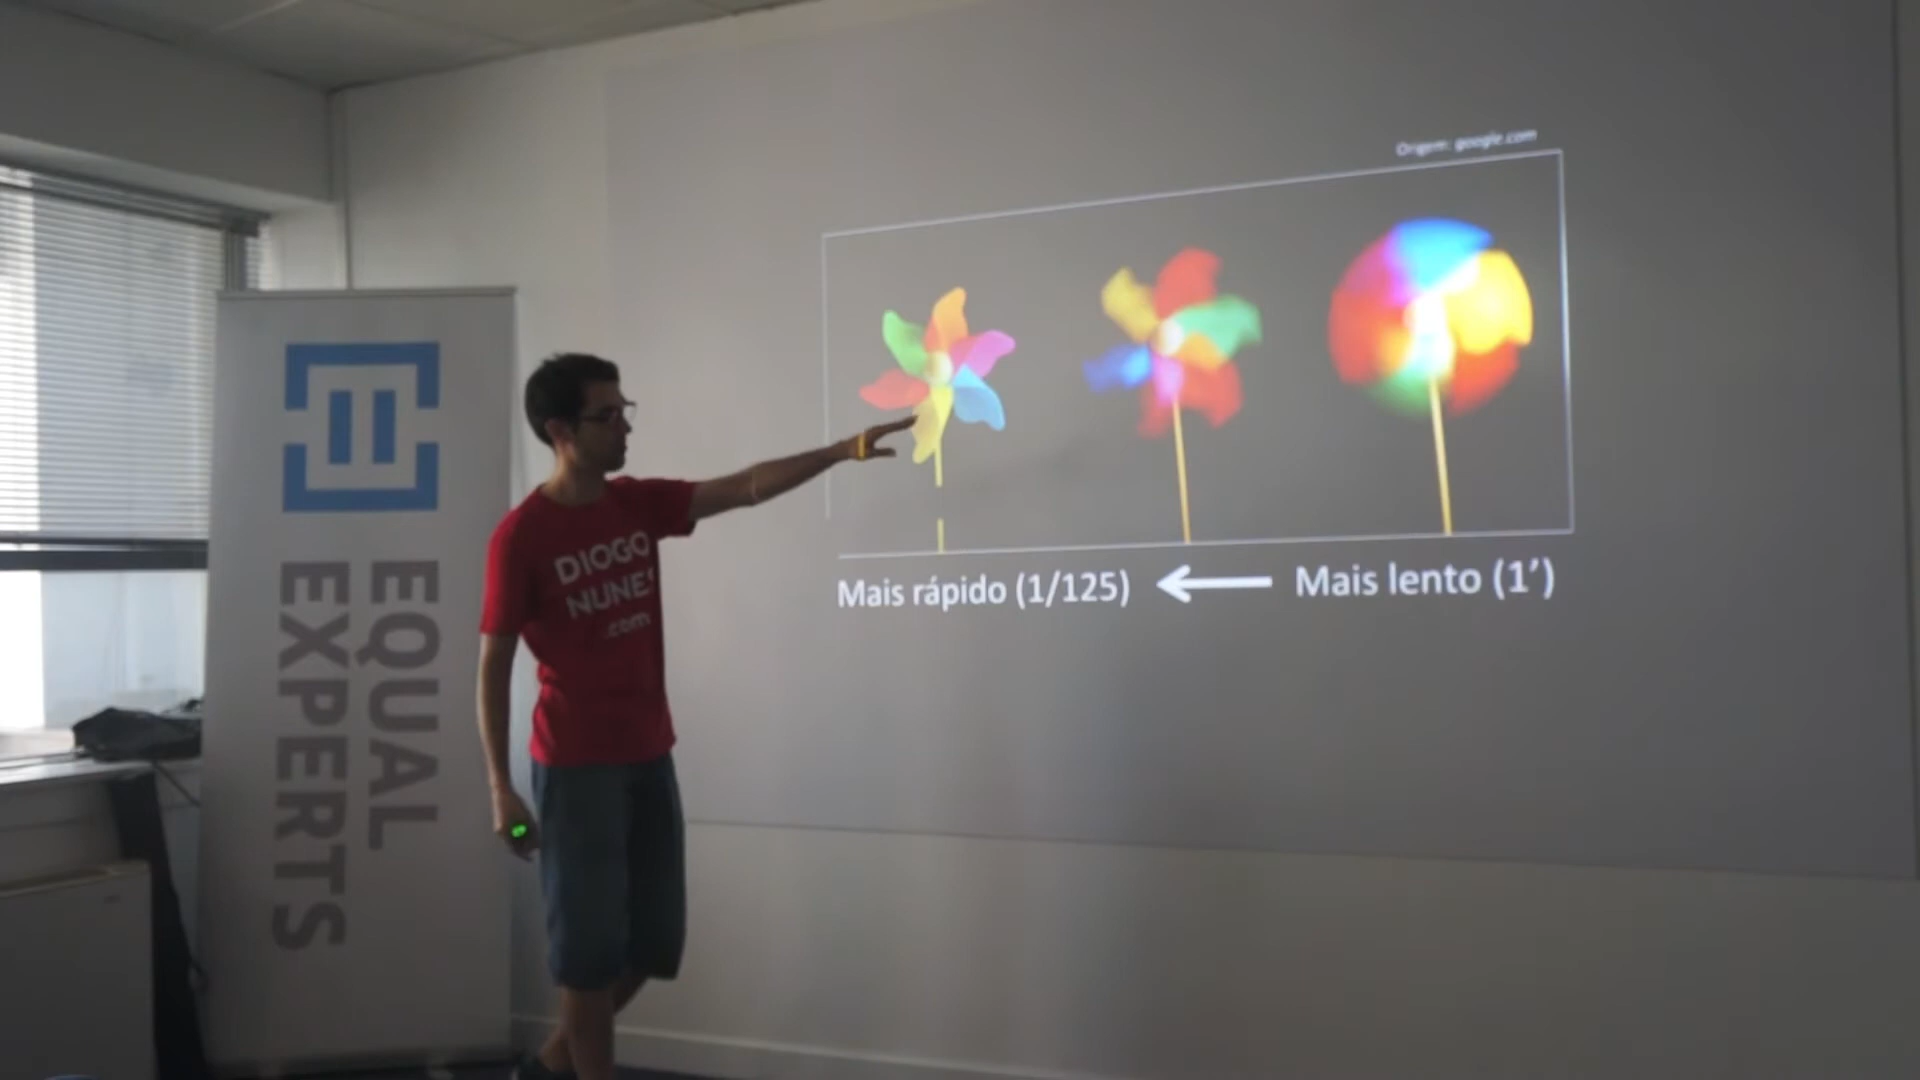 Origem: google.com
Mais rápido (1/125) Mais lento (1’)
EQUAL
EXPERTS
DIOGO
NUNES
.com